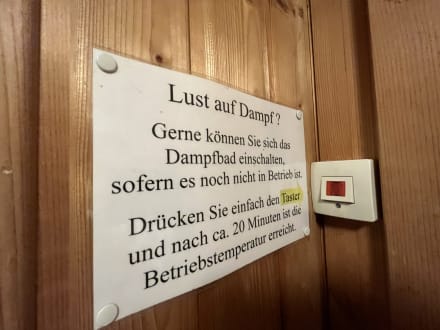 Lust auf Dampf?
Gerne können Sie sich das
Dampfbad einschalten,
sofern es noch nicht in Betrieb ist.
Drücken Sie einfach den Taster
und nach ca. 20 Minuten ist die
Betriebstemperatur erreicht.